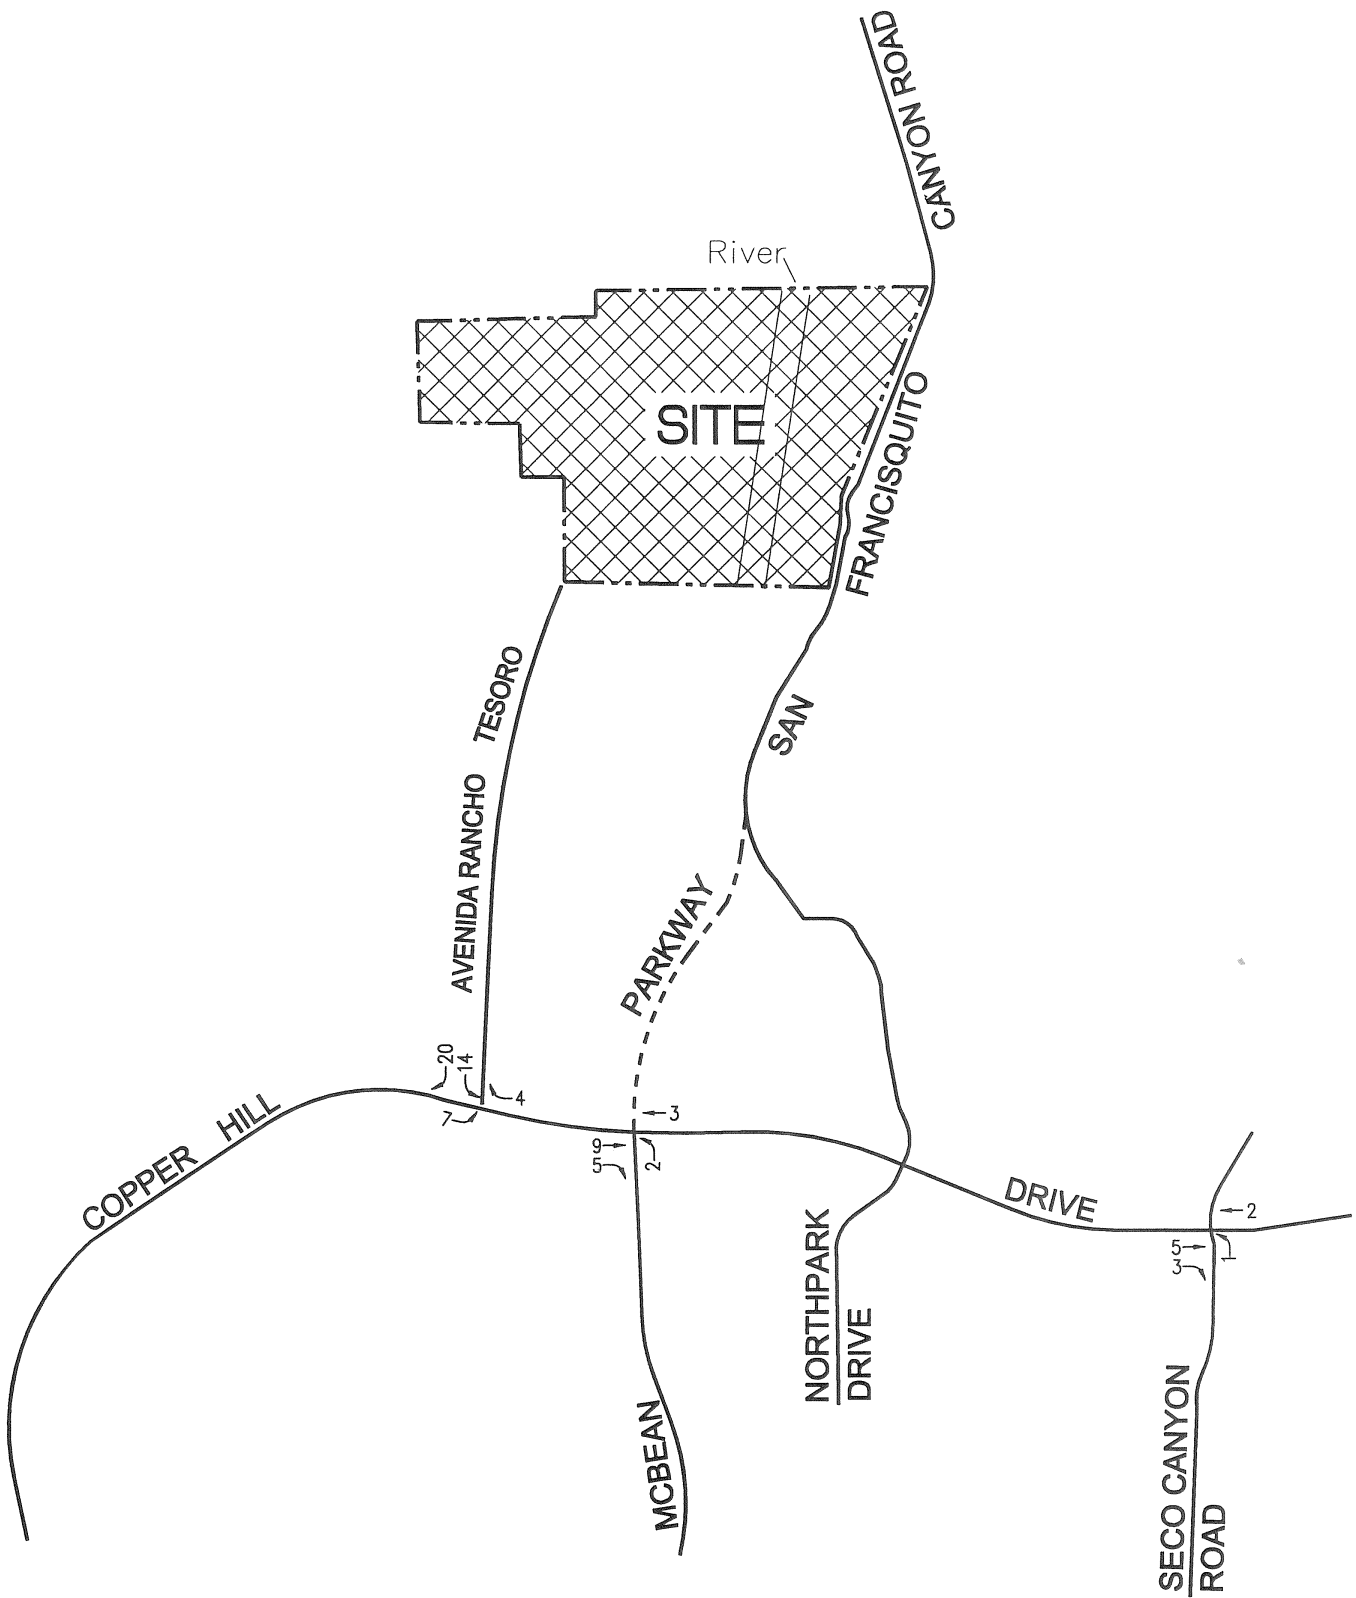 CANYON ROAD
River
SITE
FRANCISQUITO
SAN
TESORO
AVENIDA RANCHO
PARKWAY
20
14
4
7
3
9
5
2
HILL
COPPER
DRIVE
2
5
3
1
NORTHPARK
DRIVE
MCBEAN
SECO CANYON
ROAD